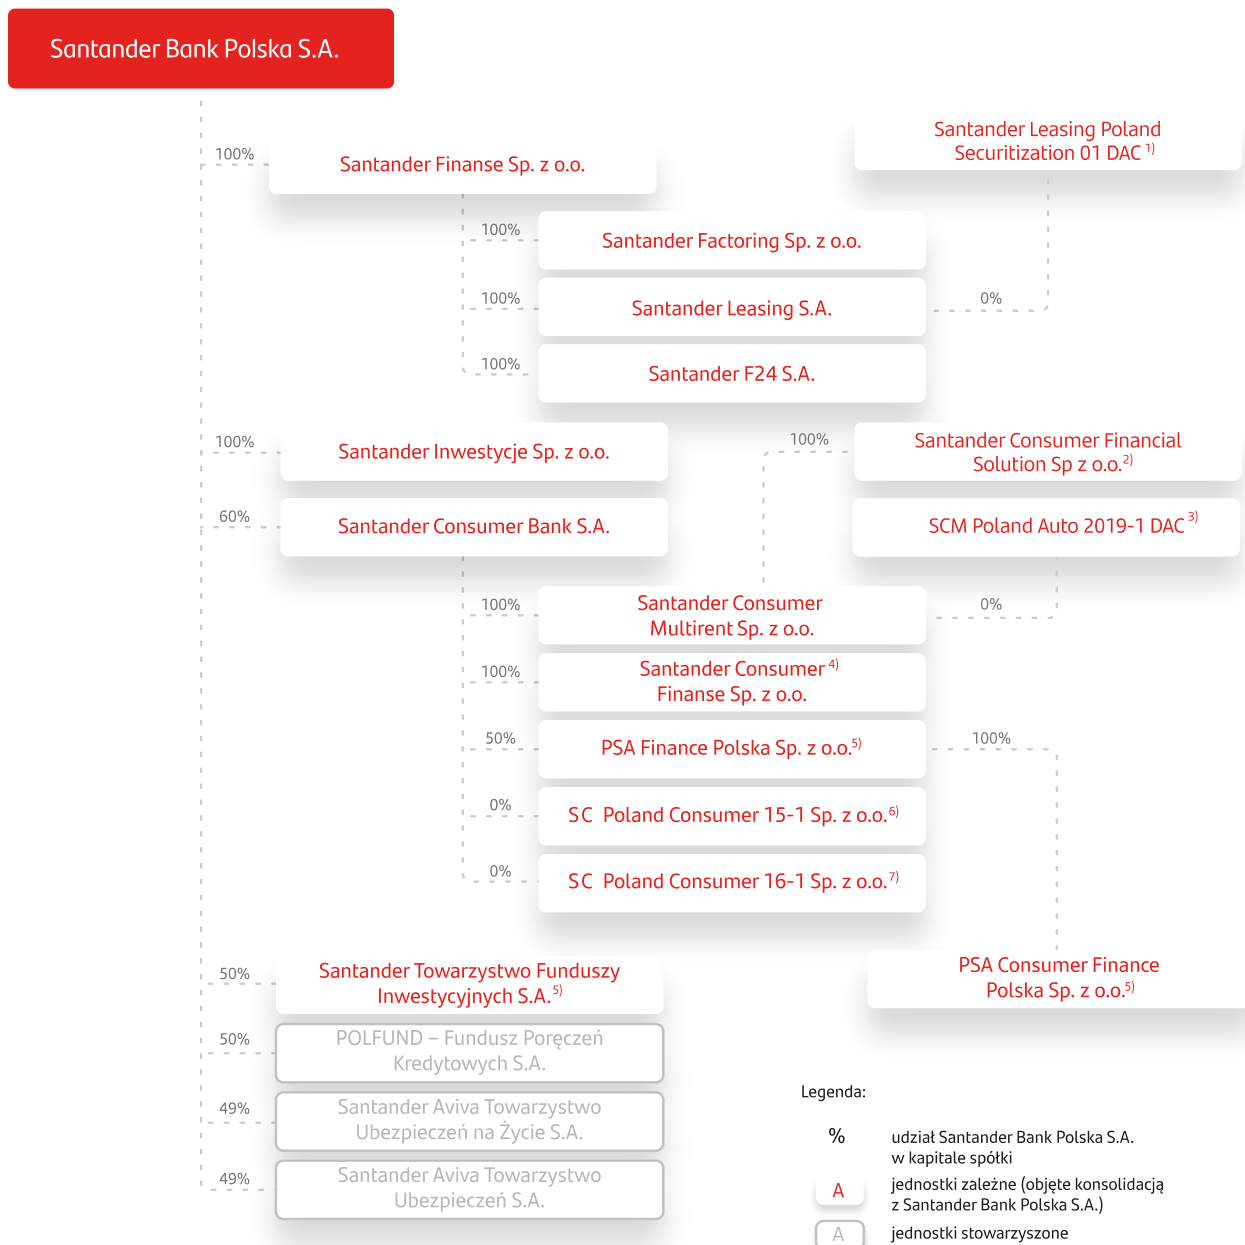 Santander Bank Polska S.A.
100%
Santander Finanse Sp. z o.o.
Santander Leasing Poland
Securitization 01 DAC 1)
100%
Santander Factoring Sp. z o.o.
100%
Santander Leasing S.A.
0%
100%
Santander F24 S.A.
100%
Santander Inwestycje Sp. z o.o.
100%
Santander Consumer Financial
Solution Sp z o.o.2)
60%
Santander Consumer Bank S.A.
SCM Poland Auto 2019-1 DAC 3)
100%
Santander Consumer
Multirent Sp. z o.o.
0%
100%
Santander Consumer 4)
Finanse Sp. z o.o.
50%
PSA Finance Polska Sp. z o.o.5)
100%
0%
SC Poland Consumer 15-1 Sp. z o.o.6)
0%
SC Poland Consumer 16-1 Sp. z o.o.7)
50%
Santander Towarzystwo Funduszy
Inwestycyjnych S.A.5)
PSA Consumer Finance
Polska Sp. z o.o.5)
50%
POLFUND – Fundusz Poręczeń
Kredytowych S.A.
49%
Santander Aviva Towarzystwo
Ubezpieczeń na Życie S.A.
49%
Santander Aviva Towarzystwo
Ubezpieczeń S.A.
Legenda:
% udział Santander Bank Polska S.A.
w kapitale spółki
A jednostki zależne (objęte konsolidacją
z Santander Bank Polska S.A.)
A jednostki stowarzyszone